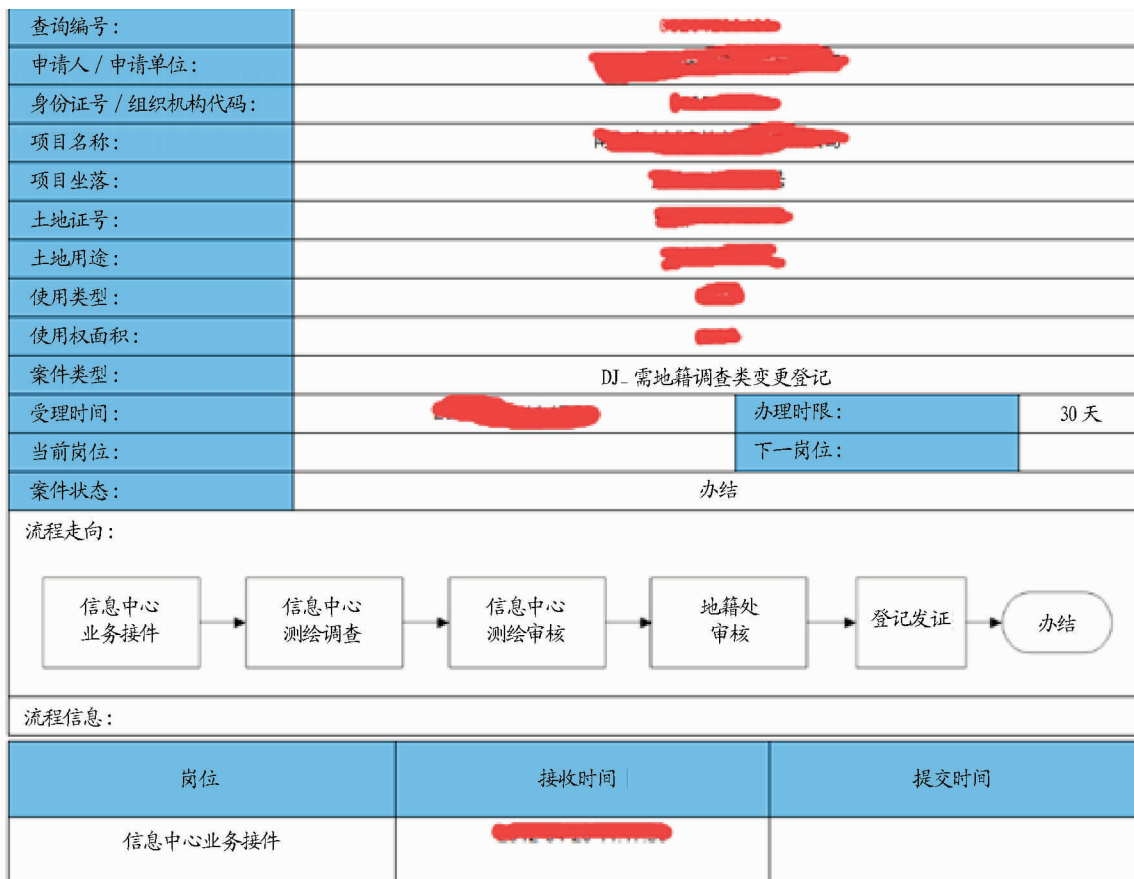 查询编号：
申请人 / 申请单位：
身份证号 / 组织机构代码：
项目名称：
项目坐落：
土地证号：
土地用途：
使用类型：
使用权面积：
案件类型： DJ_ 需地籍调查类变更登记
受理时间： 办理时限： 30 天
当前岗位： 下一岗位：
案件状态： 办结
流程走向：
信息中心
业务接件
信息中心
测绘调查
信息中心
测绘审核
地籍处
审核
登记发证
办结
流程信息：
岗位 接收时间 提交时间
信息中心业务接件